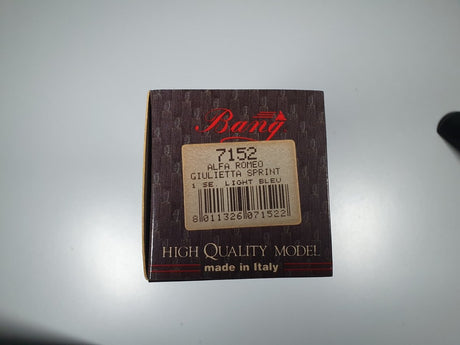 Bang
7152
ALFA ROMEO
GIULIETTA SPRINT
1 SE. LIGHT BLEU
8 011326 071522
HIGH QUALITY MODEL
made in Italy